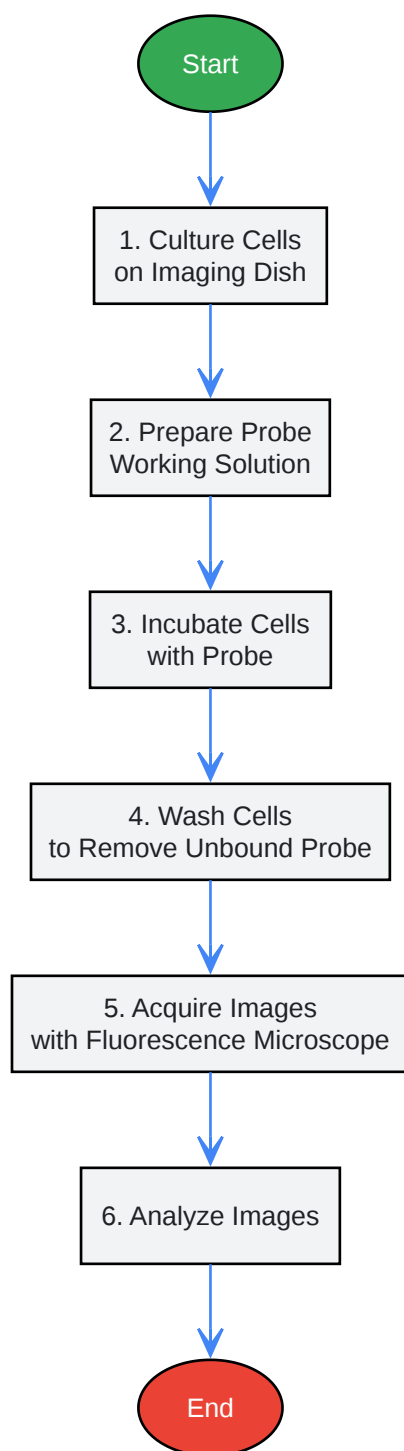 Start
1. Culture Cells
on Imaging Dish
2. Prepare Probe
Working Solution
3. Incubate Cells
with Probe
4. Wash Cells
to Remove Unbound Probe
5. Acquire Images
with Fluorescence Microscope
6. Analyze Images
End